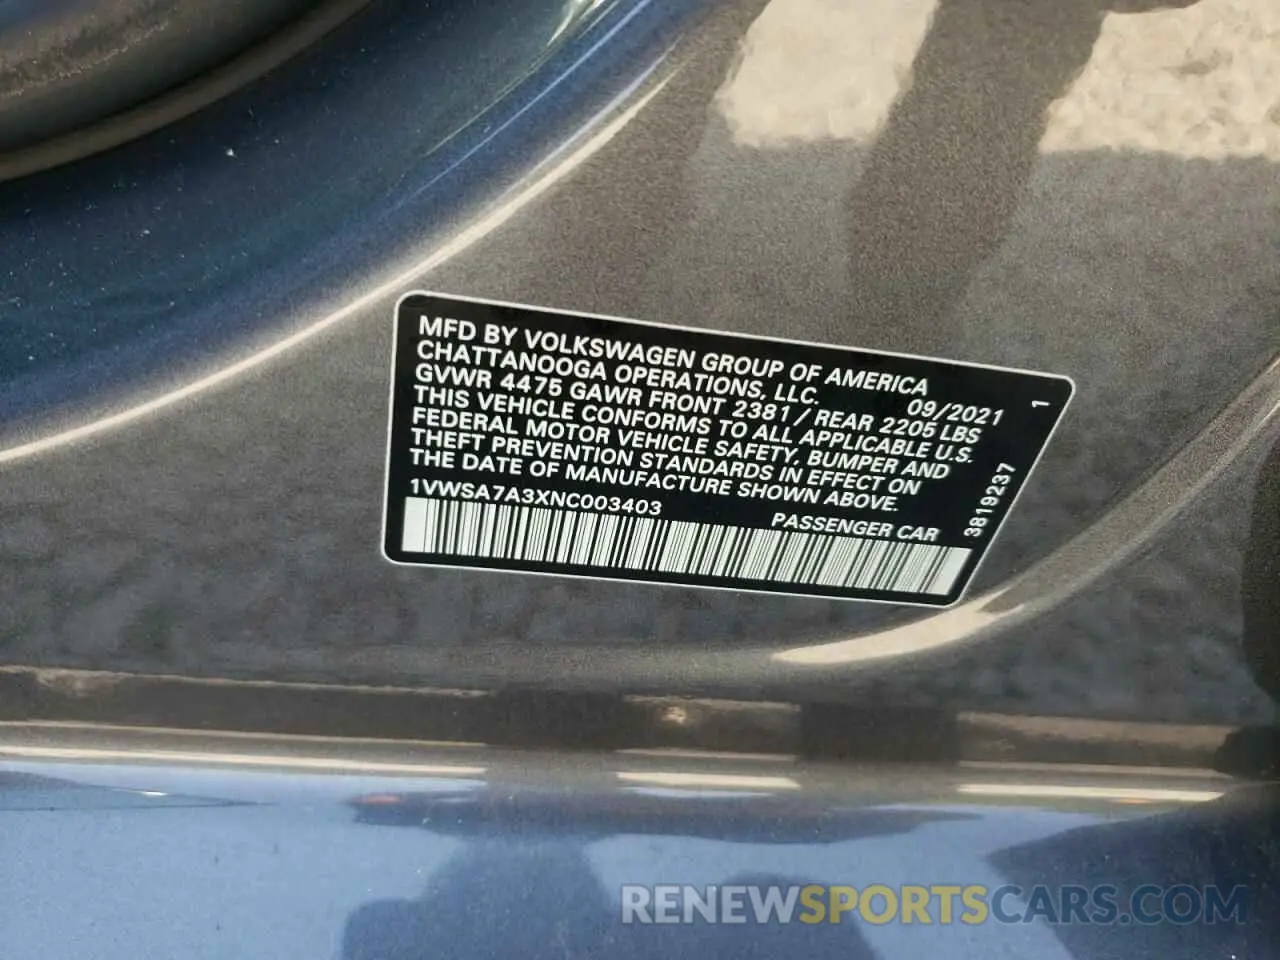 MFD BY VOLKSWAGEN GROUP OF AMERICA
CHATTANOOGA OPERATIONS, LLC. 09/2021 1
GVWR 4475 GAWR FRONT 2381 / REAR 2205 LBS
THIS VEHICLE CONFORMS TO ALL APPLICABLE U.S.
FEDERAL MOTOR VEHICLE SAFETY, BUMPER AND
THEFT PREVENTION STANDARDS IN EFFECT ON
THE DATE OF MANUFACTURE SHOWN ABOVE.
1VWSA7A3XNC003403 PASSENGER CAR
3819237
RENEWSPORTSCARS.COM